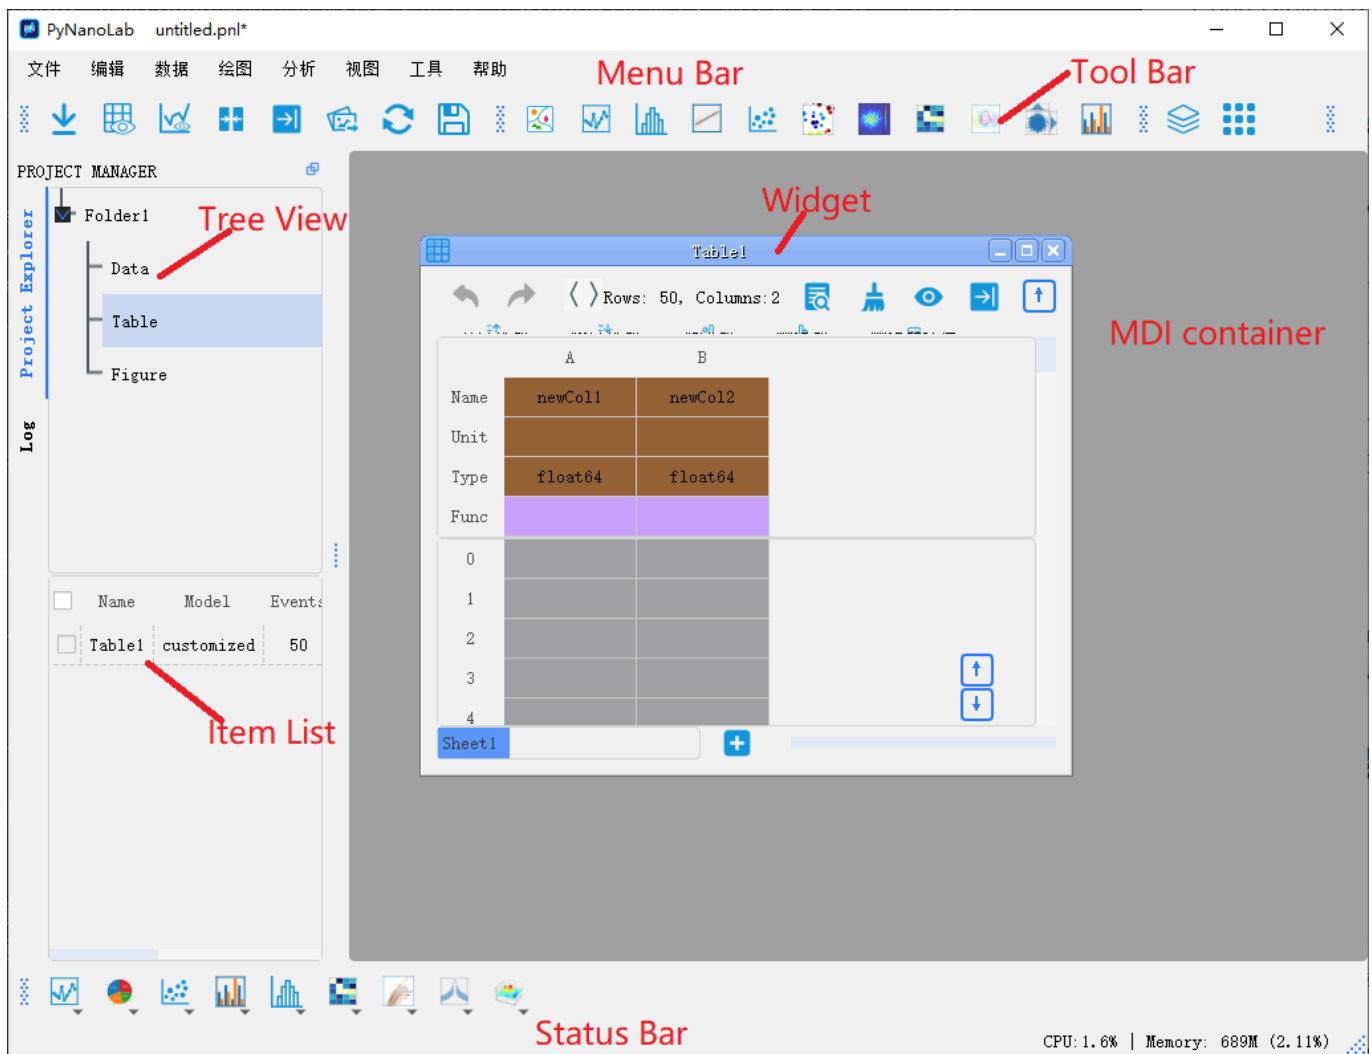 PyNanoLab untitled.pnl*
文件 编辑 数据 绘图 分析 视图 工具 帮助
Menu Bar
Tool Bar
PROJECT MANAGER
Project Explorer
Log
Folder1
Tree View
Data
Table
Figure
Name Model Events
Table1 customized 50
Item List
Widget
Table1
Rows: 50, Columns:2
MDI container
A B
Name newCol1 newCol2
Unit
Type float64 float64
Func
0
1
2
3
4
Sheet1
Status Bar
CPU:1.6% | Memory: 689M (2.11%)